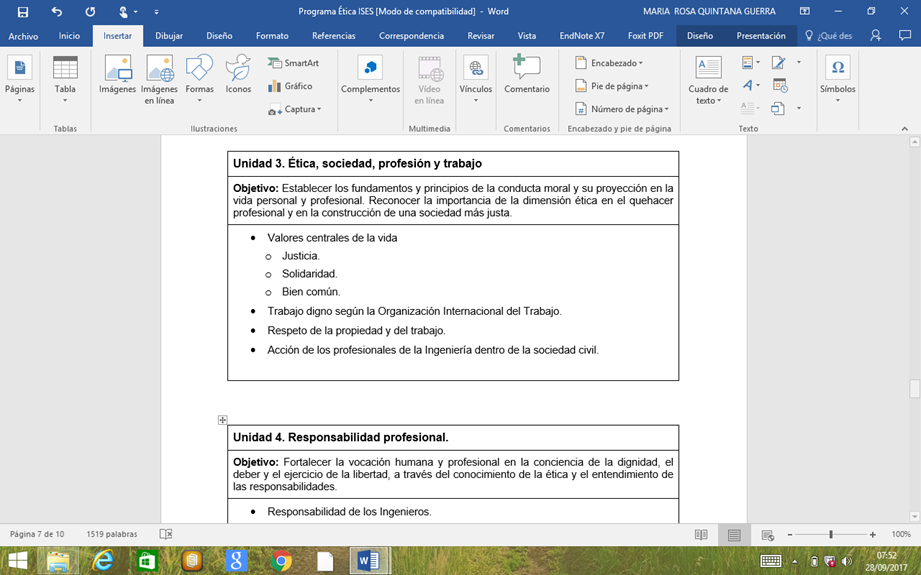 Programa Ética ISES [Modo de compatibilidad] - Word
MARIA ROSA QUINTANA GUERRA
Archivo Inicio Insertar Dibujar Diseño Formato Referencias Correspondencia Revisar Vista EndNote X7 Foxit PDF Diseño Presentación ¿Qué des
Páginas
Tabla
Imágenes
Imágenes
en línea
Formas
Iconos
SmartArt
Gráfico
Captura
Complementos
Vídeo
en línea
Vínculos
Comentario
Encabezado
Pie de página
Número de página
Cuadro de
texto
Símbolos
Tablas Ilustraciones Multimedia Comentarios Encabezado y pie de página Texto
Unidad 3. Ética, sociedad, profesión y trabajo
Objetivo: Establecer los fundamentos y principios de la conducta moral y su proyección en la
vida personal y profesional. Reconocer la importancia de la dimensión ética en el quehacer
profesional y en la construcción de una sociedad más justa.
• Valores centrales de la vida
o Justicia.
o Solidaridad.
o Bien común.
• Trabajo digno según la Organización Internacional del Trabajo.
• Respeto de la propiedad y del trabajo.
• Acción de los profesionales de la Ingeniería dentro de la sociedad civil.
Unidad 4. Responsabilidad profesional.
Objetivo: Fortalecer la vocación humana y profesional en la conciencia de la dignidad, el
deber y el ejercicio de la libertad, a través del conocimiento de la ética y el entendimiento de
las responsabilidades.
• Responsabilidad de los Ingenieros.
Página 7 de 10 1519 palabras 100%
07:52
28/09/2017